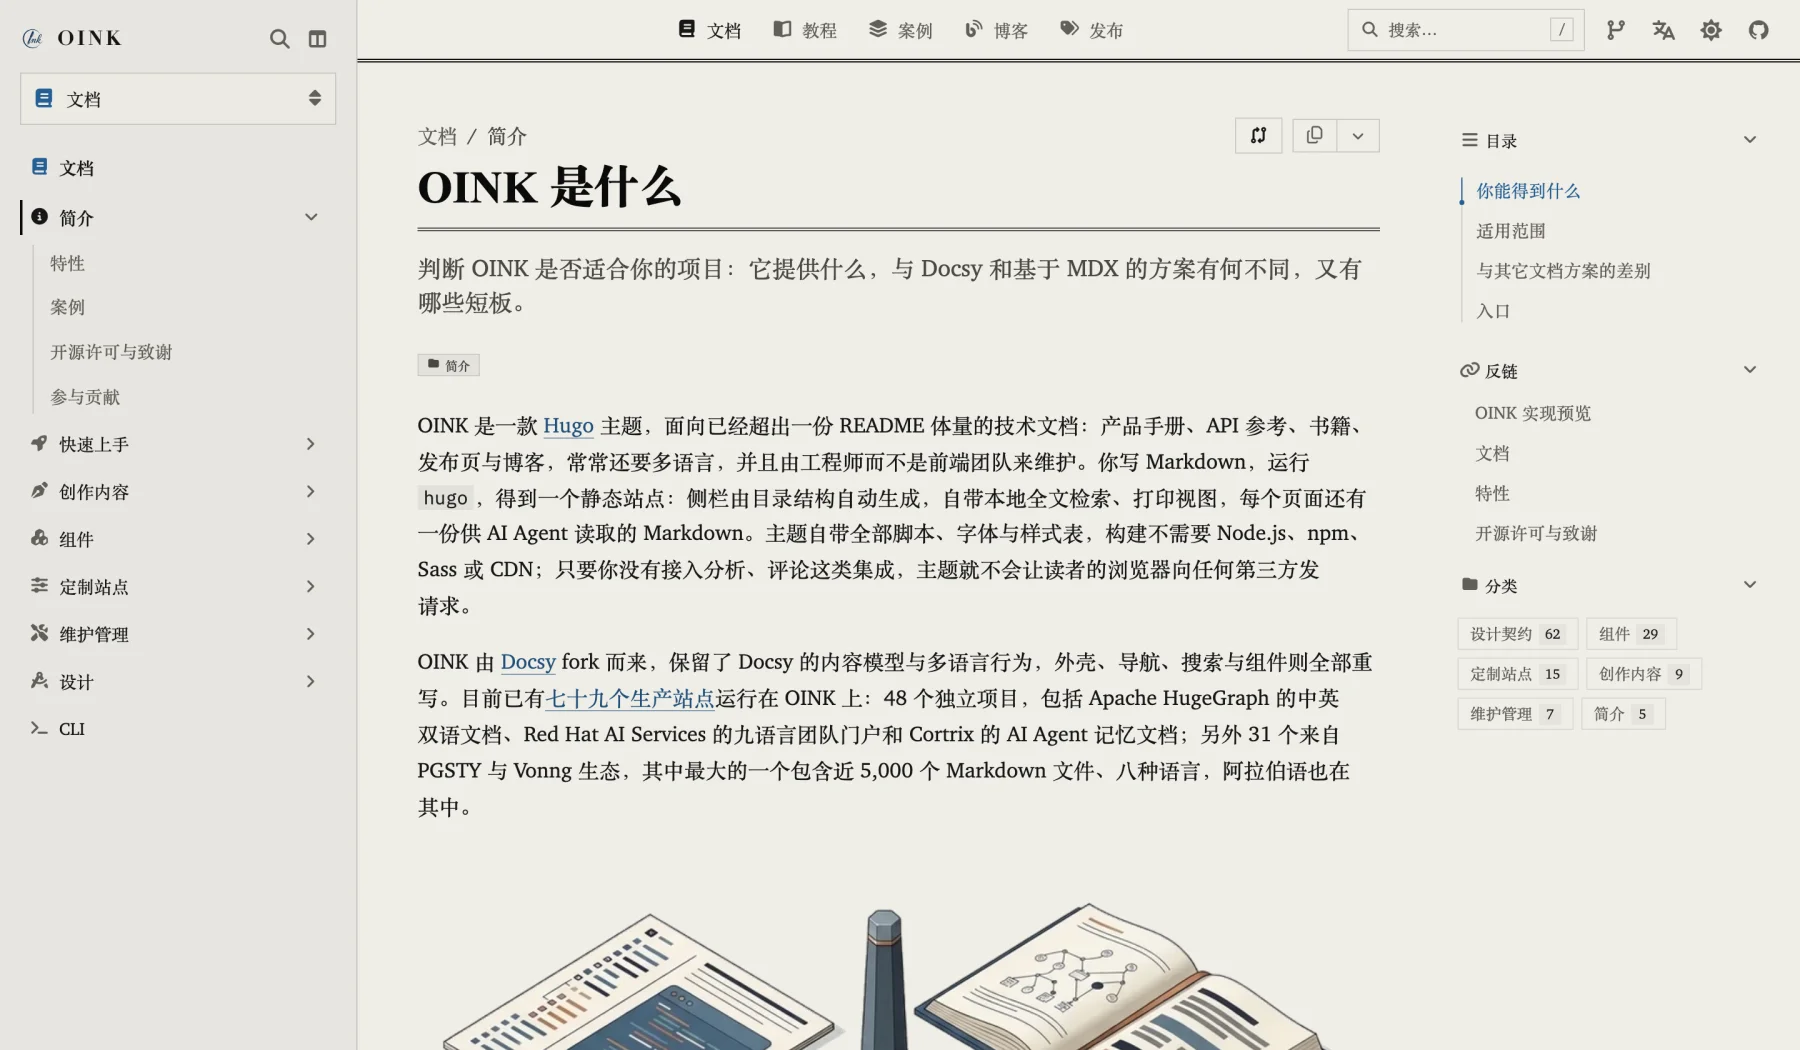 OINK
文档
文档
简介
特性
案例
开源许可与致谢
参与贡献
快速上手
创作内容
组件
定制站点
维护管理
设计
CLI
文档
教程
案例
博客
发布
搜索...
/
文档 / 简介
OINK 是什么
判断 OINK 是否适合你的项目：它提供什么，与 Docsy 和基于 MDX 的方案有何不同，又有
哪些短板。
简介
OINK 是一款 Hugo 主题，面向已经超出一份 README 体量的技术文档：产品手册、API 参考、书籍、
发布页与博客，常常还要多语言，并且由工程师而不是前端团队来维护。你写 Markdown，运行
hugo，得到一个静态站点：侧栏由目录结构自动生成，自带本地全文检索、打印视图，每个页面还有
一份供 AI Agent 读取的 Markdown。主题自带全部脚本、字体与样式表，构建不需要 Node.js、npm、
Sass 或 CDN；只要你没有接入分析、评论这类集成，主题就不会让读者的浏览器向任何第三方发
请求。
OINK 由 Docsy fork 而来，保留了 Docsy 的内容模型与多语言行为，外壳、导航、搜索与组件则全部重
写。目前已有七十九个生产站点运行在 OINK 上：48 个独立项目，包括 Apache HugeGraph 的中英
双语文档、Red Hat AI Services 的九语言团队门户和 Cortrix 的 AI Agent 记忆文档；另外 31 个来自
PGSTY 与 Vonng 生态，其中最大的一个包含近 5,000 个 Markdown 文件、八种语言，阿拉伯语也在
其中。
目录
你能得到什么
适用范围
与其它文档方案的差别
入口
反链
OINK 实现预览
文档
特性
开源许可与致谢
分类
设计契约 62
组件 29
定制站点 15
创作内容 9
维护管理 7
简介 5